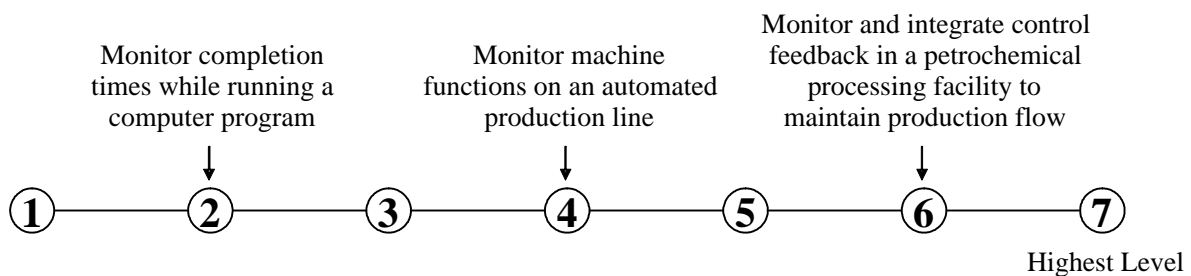 Monitor completion
times while running a
computer program
Monitor machine
functions on an automated
production line
Monitor and integrate control
feedback in a petrochemical
processing facility to
maintain production flow
1 2 3 4 5 6 7
Highest Level